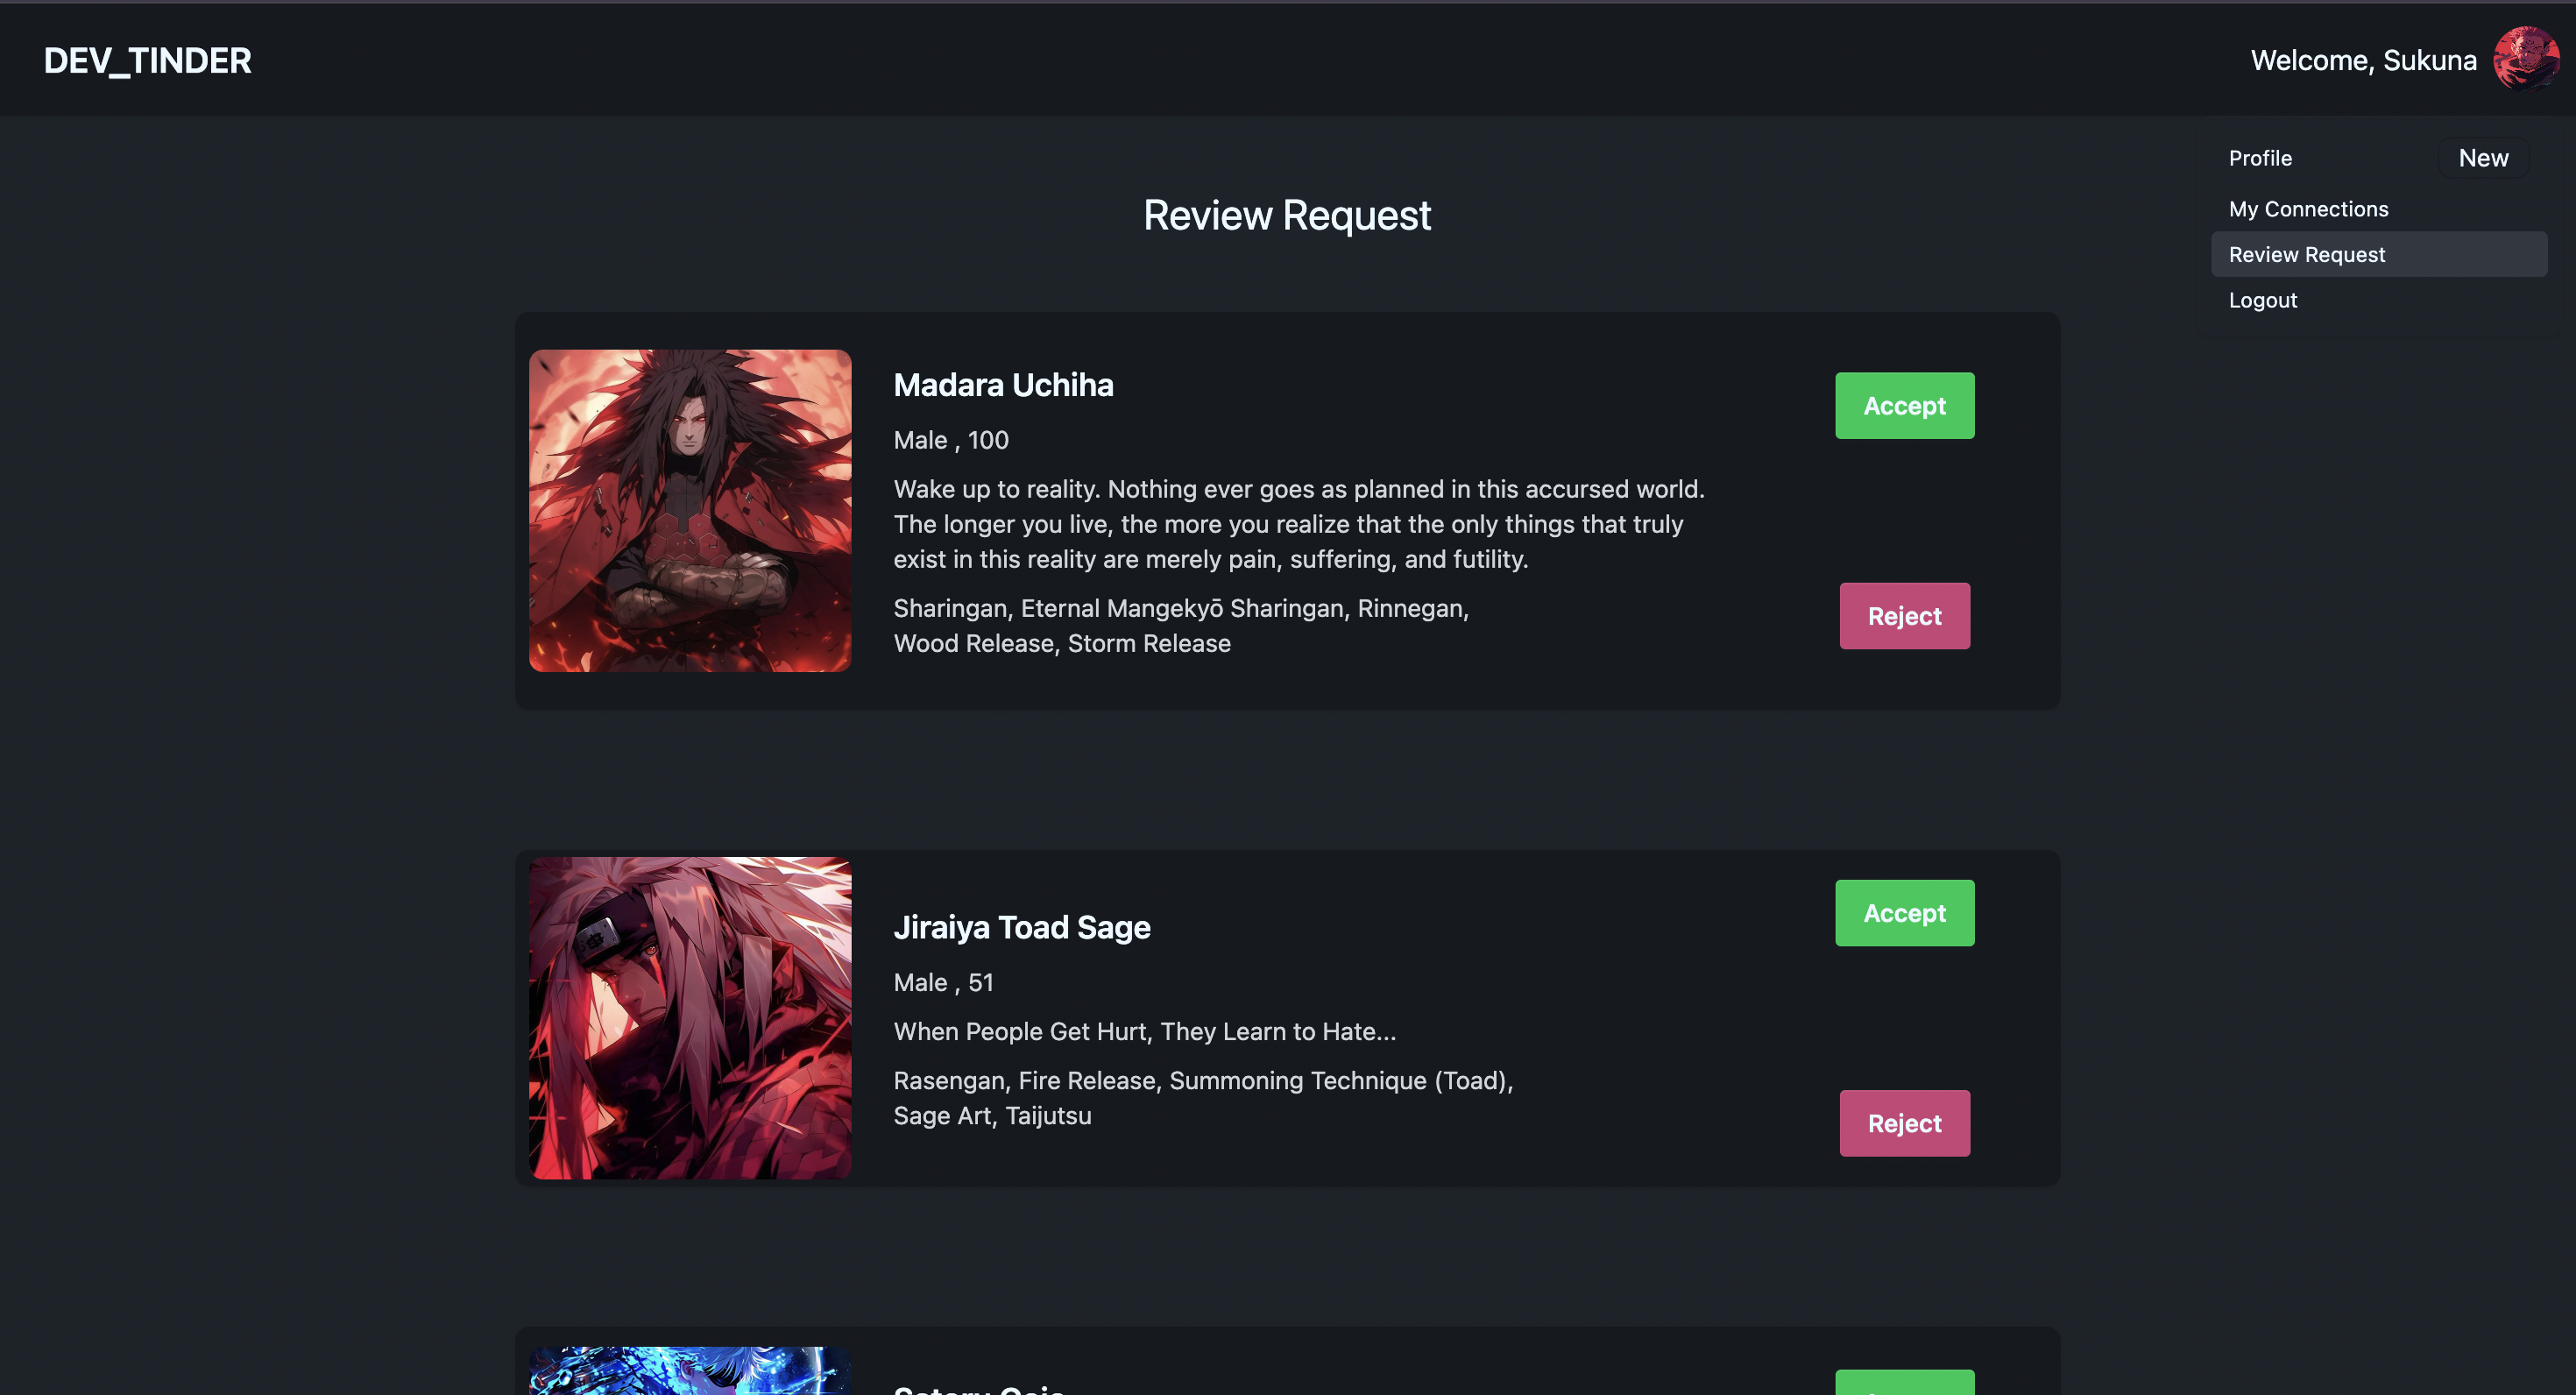 DEV_TINDER
Welcome, Sukuna
Profile
New
My Connections
Review Request
Logout
Review Request
Madara Uchiha
Male , 100
Wake up to reality. Nothing ever goes as planned in this accursed world.
The longer you live, the more you realize that the only things that truly
exist in this reality are merely pain, suffering, and futility.
Sharingan, Eternal Mangekyō Sharingan, Rinnegan,
Wood Release, Storm Release
Accept
Reject
Jiraiya Toad Sage
Male , 51
When People Get Hurt, They Learn to Hate...
Rasengan, Fire Release, Summoning Technique (Toad),
Sage Art, Taijutsu
Accept
Reject
Satoru Gojo